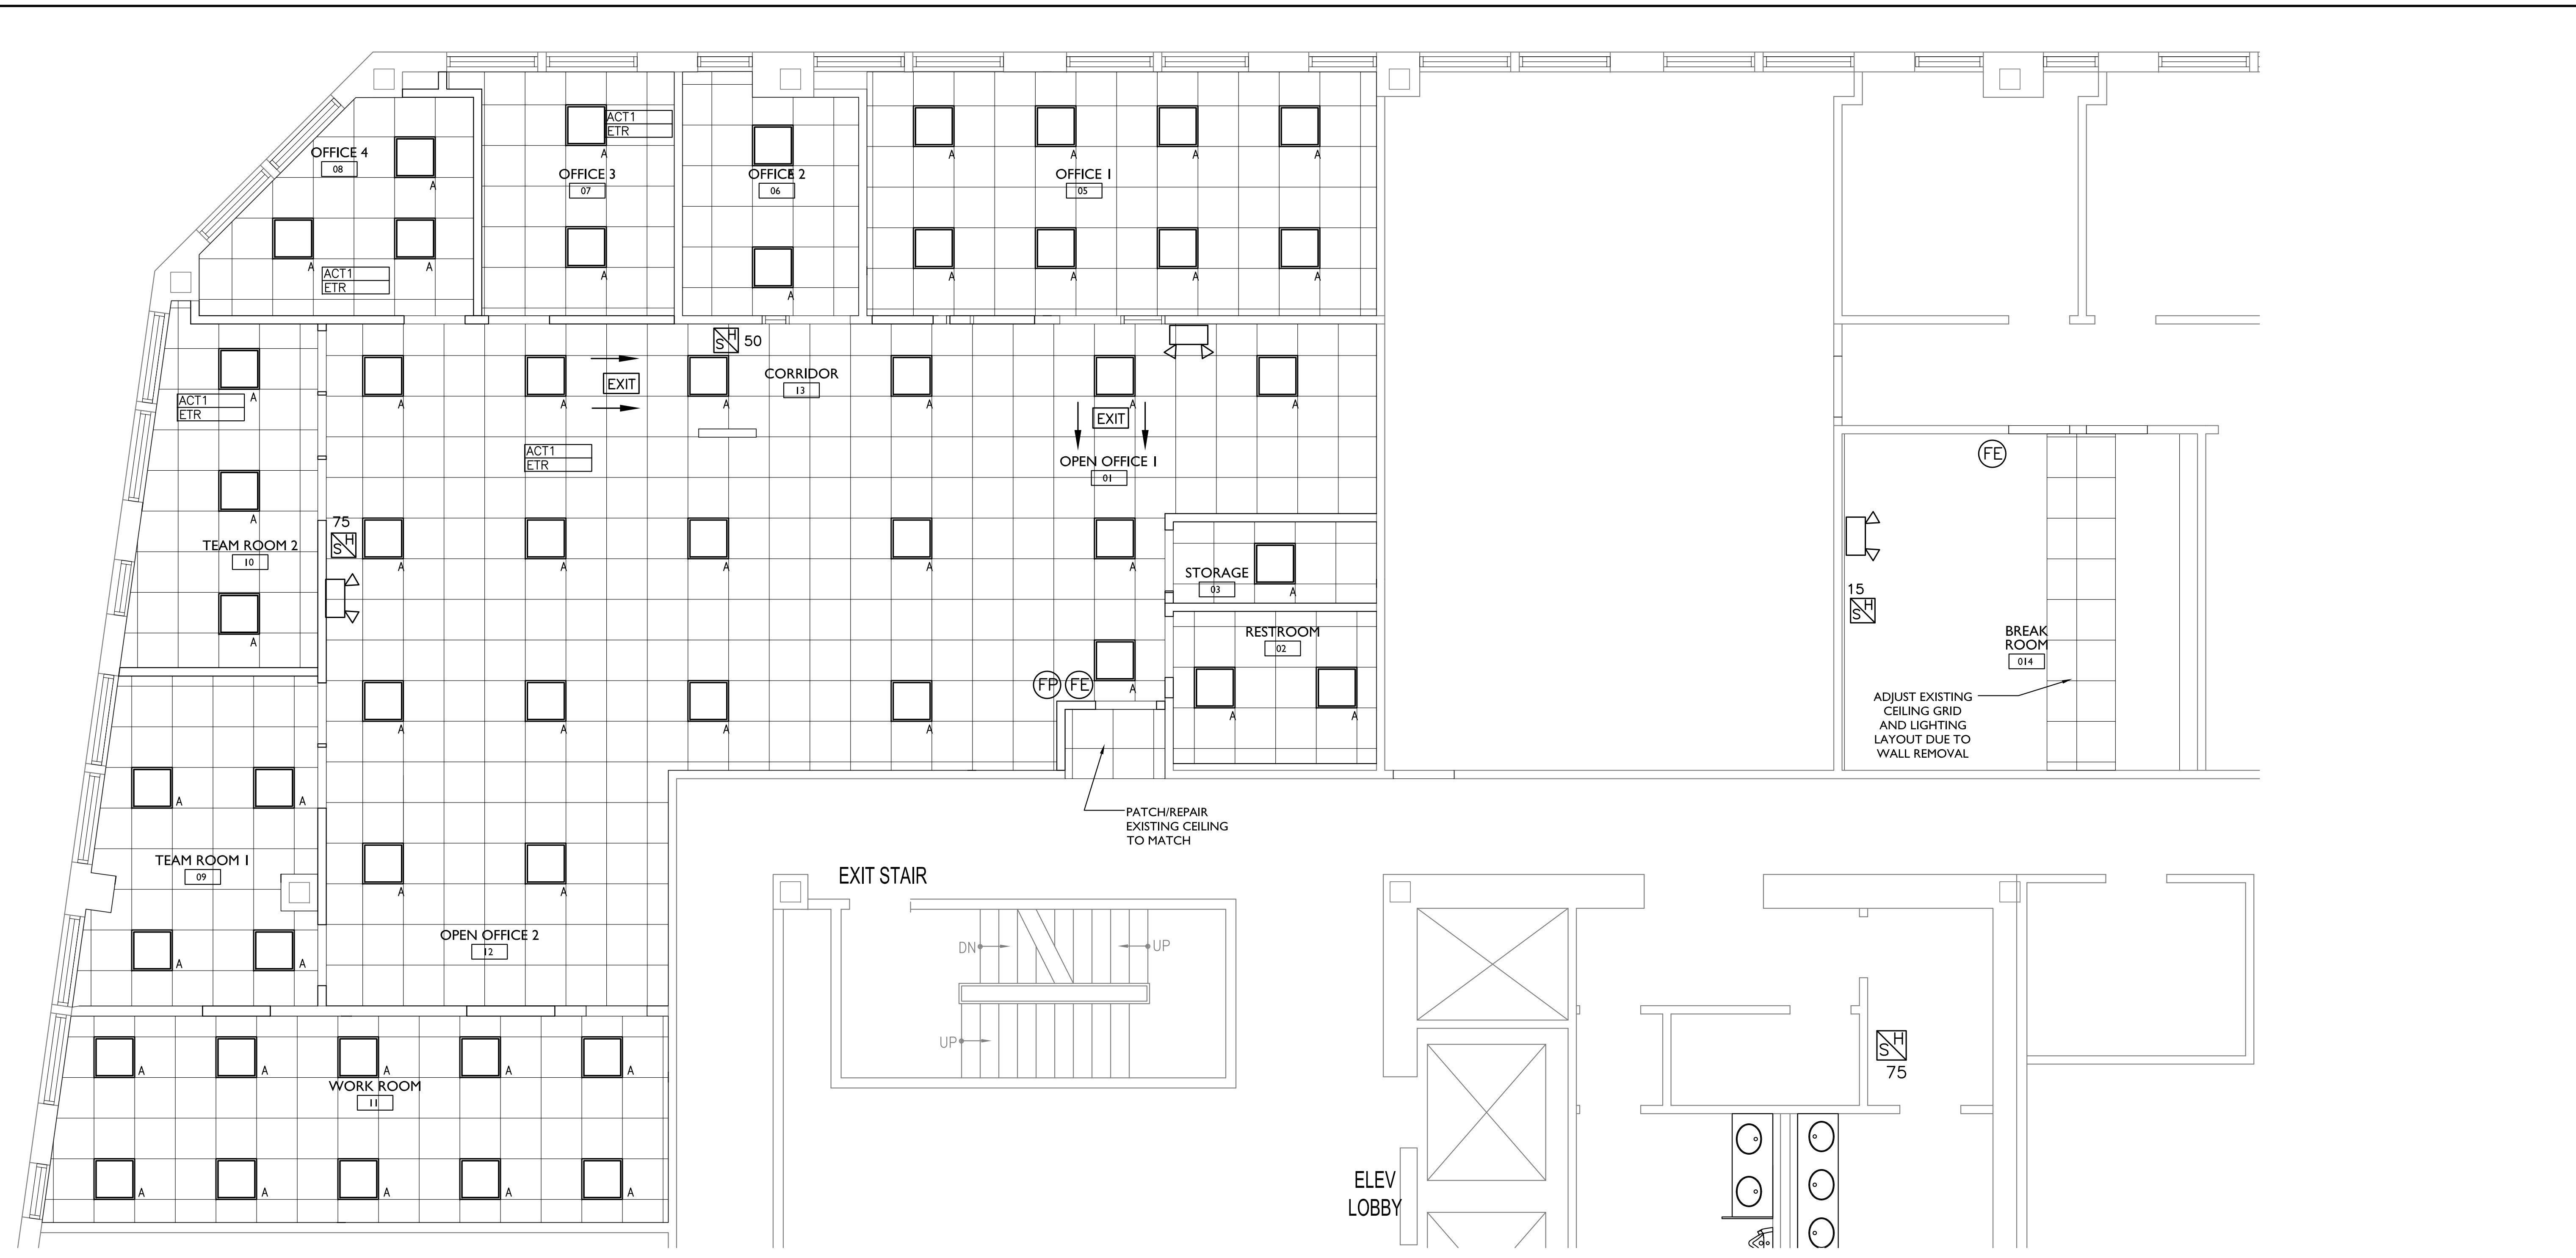 ACT1
ETR
A
OFFICE 4
08
A
A
A
ACT1
ETR
OFFICE 3
07
A
OFFICE 2
06
A
A
A
A
A
OFFICE 1
05
A
A
A
A
50
S H
CORRIDOR
13
EXIT
A
A
A
A
A
A
EXIT
ACT1
ETR
A
ACT1
ETR
OPEN OFFICE 1
01
FE
75
S H
A
TEAM ROOM 2
10
A
A
A
A
A
A
STORAGE
03
A
15
S H
A
RESTROOM
02
BREAK
ROOM
014
FP
FE
A
A
A
ADJUST EXISTING
CEILING GRID
AND LIGHTING
LAYOUT DUE TO
WALL REMOVAL
A
A
A
A
A
A
PATCH/REPAIR
EXISTING CEILING
TO MATCH
TEAM ROOM 1
09
EXIT STAIR
A
A
OPEN OFFICE 2
12
A
A
DN
UP
UP
S H
75
A
A
A
A
A
WORK ROOM
11
A
A
A
A
A
ELEV
LOBBY